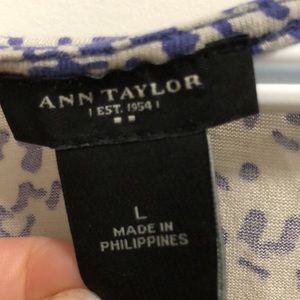 ANN TAYLOR
| EST. 1954 |
L
MADE IN
PHILIPPINES